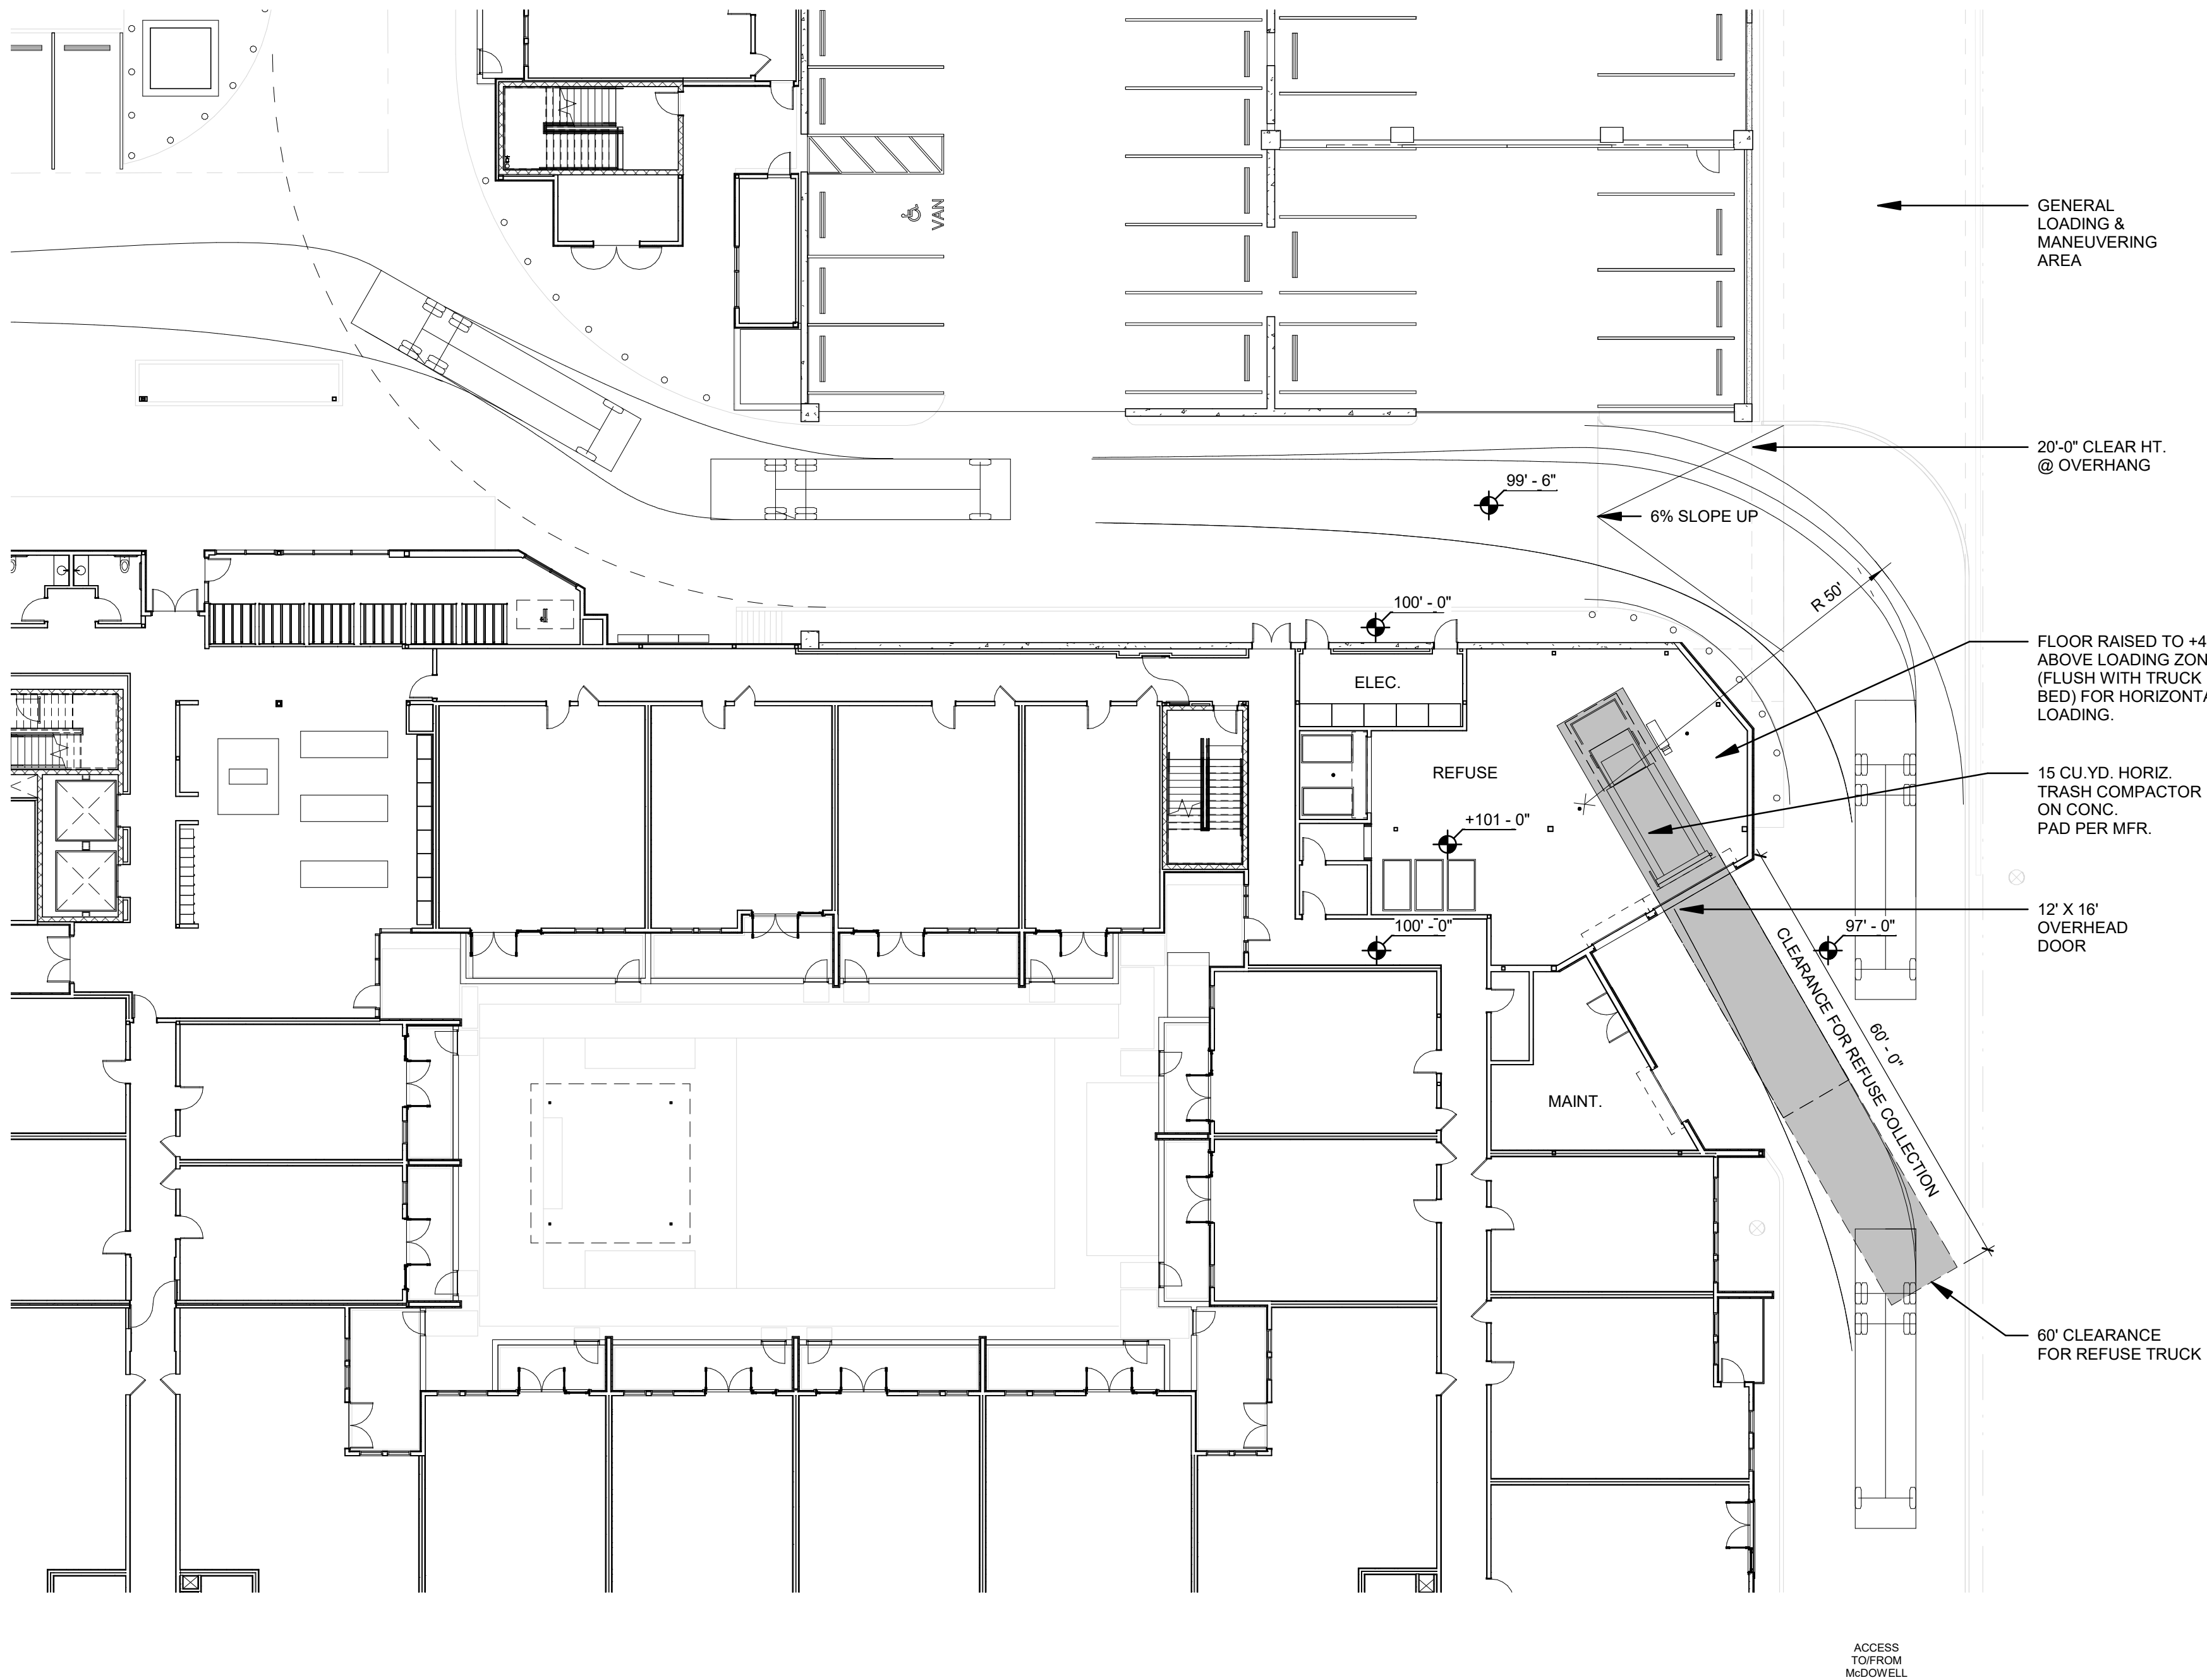 VAN
GENERAL
LOADING &
MANEUVERING
AREA
20'-0" CLEAR HT.
@ OVERHANG
99' - 6"
6% SLOPE UP
R 50'
100' - 0"
FLOOR RAISED TO +4
ABOVE LOADING ZON
(FLUSH WITH TRUCK
BED) FOR HORIZONTA
LOADING.
ELEC.
REFUSE
15 CU.YD. HORIZ.
TRASH COMPACTOR
ON CONC.
PAD PER MFR.
+101 - 0"
12' X 16'
OVERHEAD
DOOR
100' - 0"
97' - 0"
CLEARANCE FOR REFUSE COLLECTION
60' - 0"
MAINT.
60' CLEARANCE
FOR REFUSE TRUCK
ACCESS
TO/FROM
McDOWELL